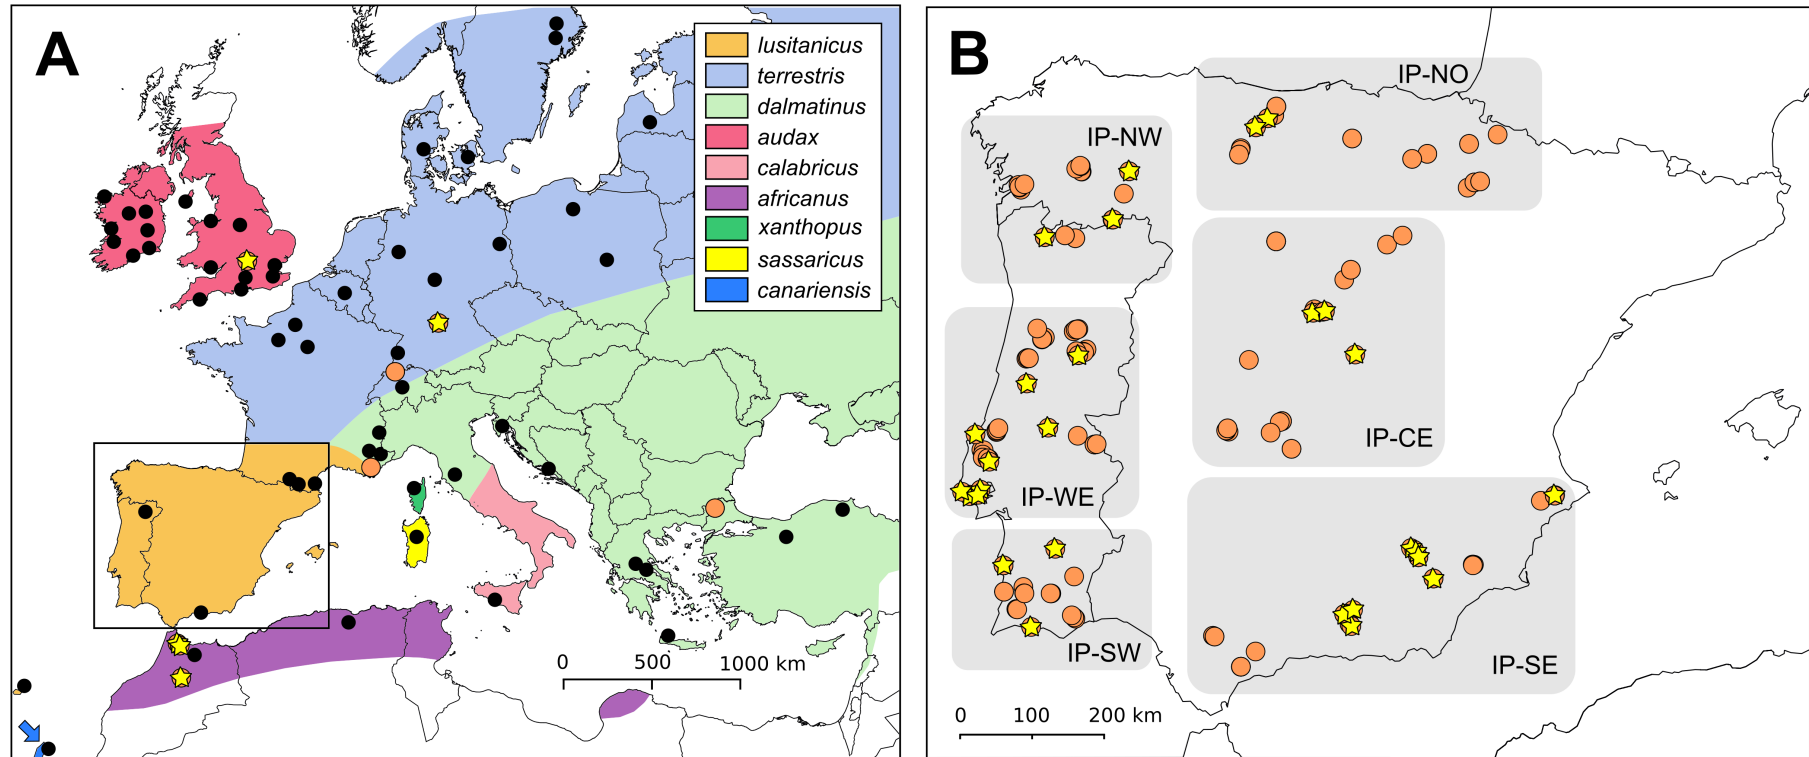 A
lusitanicus
terrestris
dalmatinus
audax
calabricus
africanus
xanthopus
sassaricus
canariensis
0 500 1000 km
B
IP-NO
IP-NW
IP-CE
IP-WE
IP-SW
IP-SE
0 100 200 km